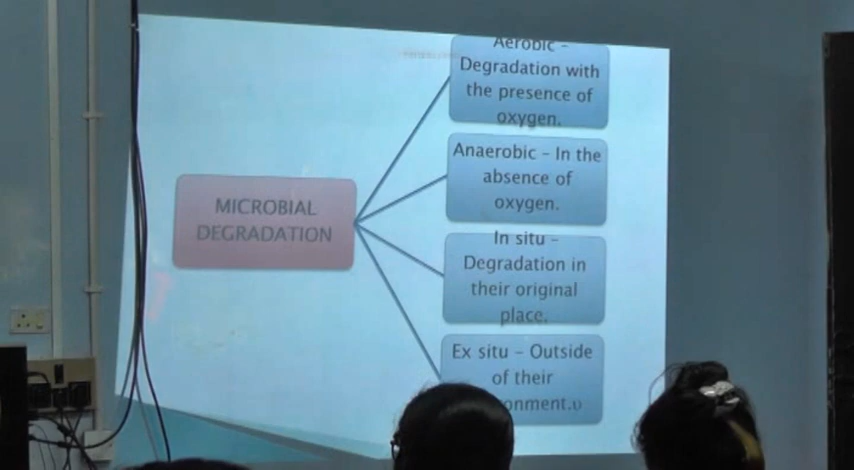 MICROBIAL
DEGRADATION
Aerobic -
Degradation with
the presence of
oxygen.
Anaerobic - In the
absence of
oxygen.
In situ -
Degradation in
their original
place.
Ex situ - Outside
of their